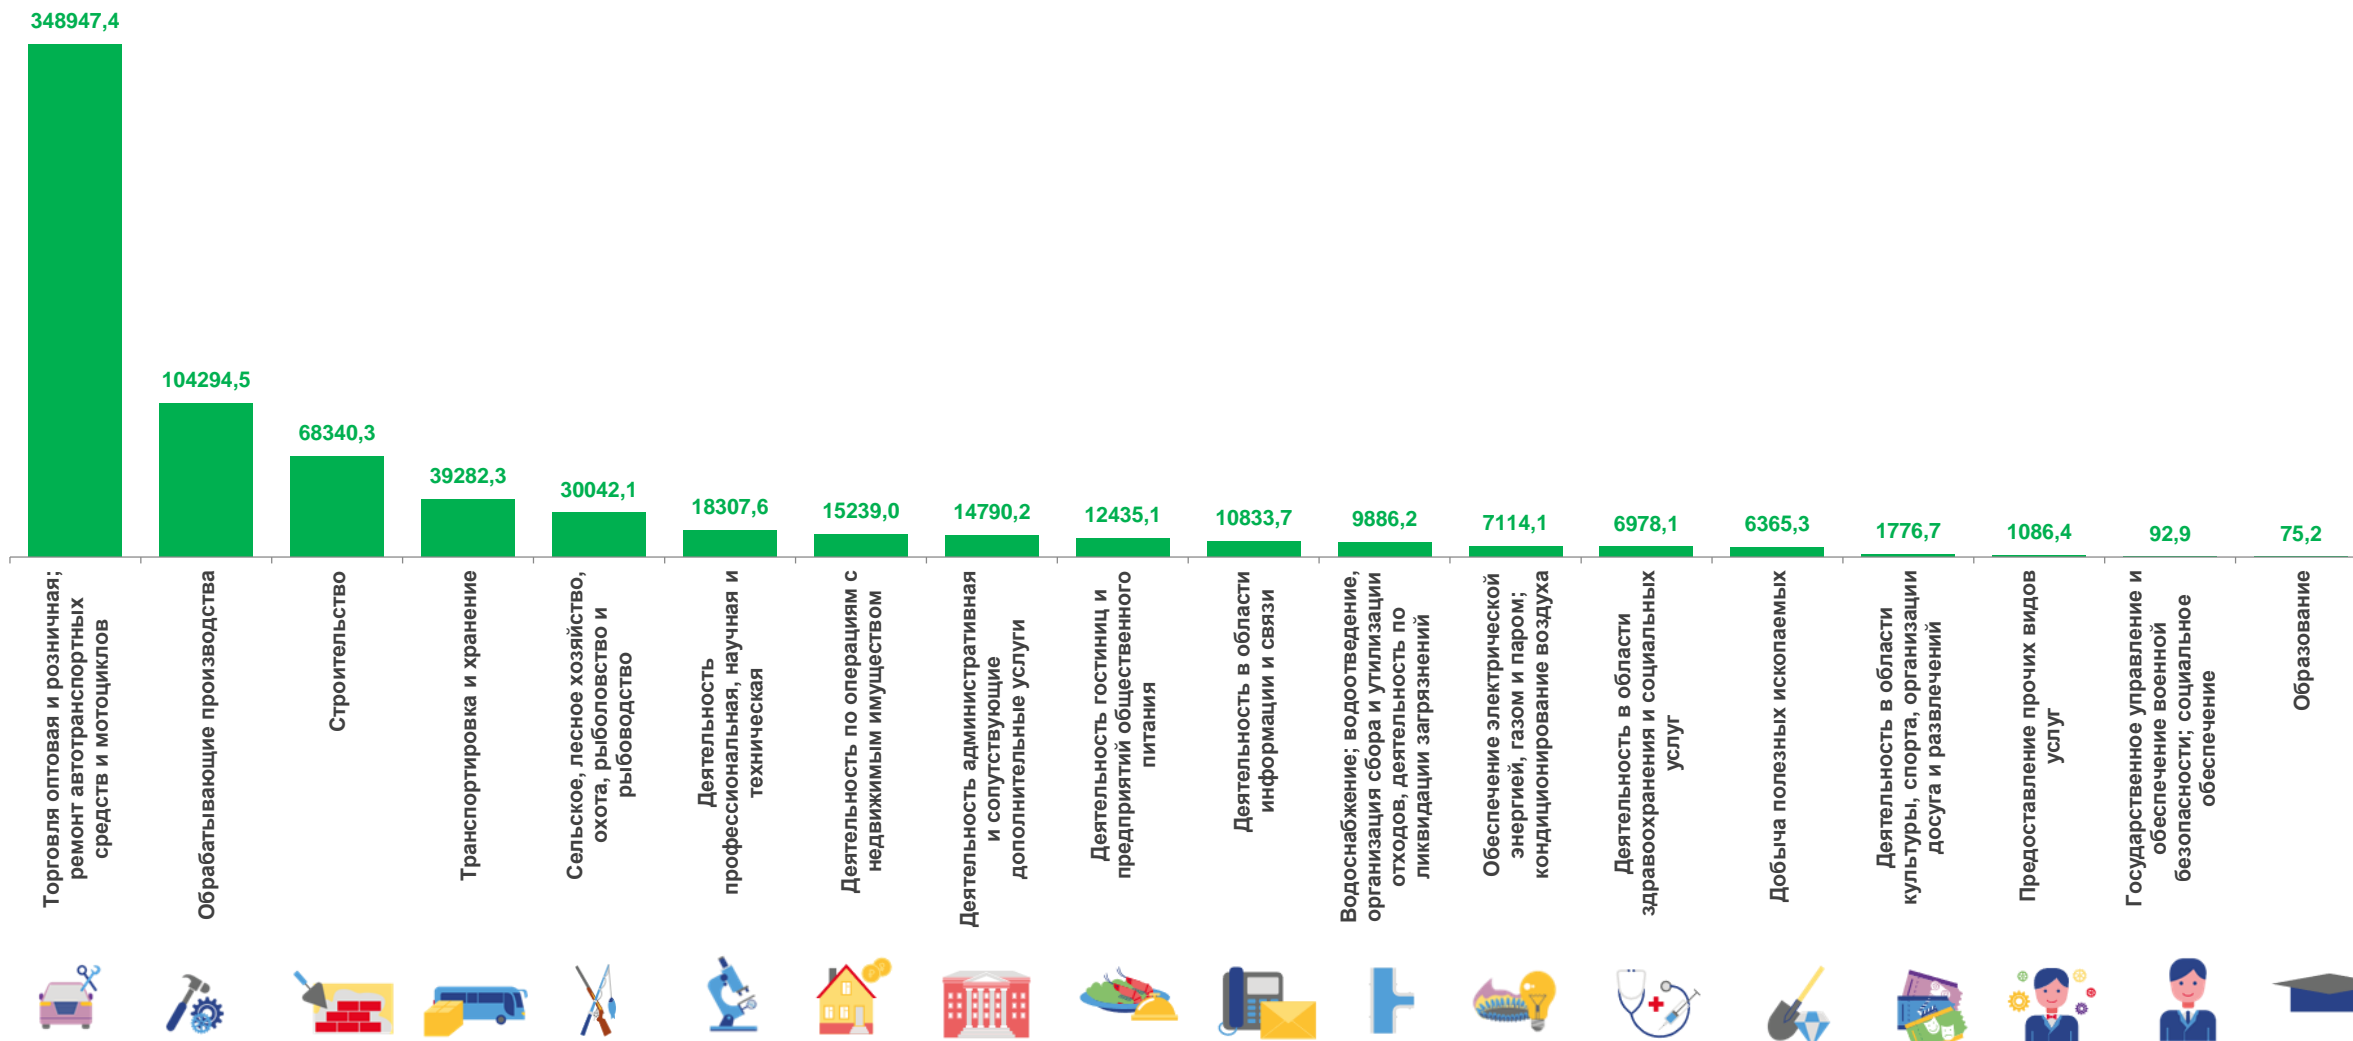 348947,4
104294,5
68340,3
39282,3
30042,1
18307,6
15239,0
14790,2
12435,1
10833,7
9886,2
7114,1
6978,1
6365,3
1776,7
1086,4
92,9
75,2
Торговля оптовая и розничная;
ремонт автотранспортных
средств и мотоциклов
Обрабатывающие производства
Строительство
Транспортировка и хранение
Сельское, лесное хозяйство,
охота, рыболовство и
рыбоводство
Деятельность
профессиональная, научная и
техническая
Деятельность по операциям с
недвижимым имуществом
Деятельность административная
и сопутствующие
дополнительные услуги
Деятельность гостиниц и
предприятий общественного
питания
Деятельность в области
информации и связи
Водоснабжение; водоотведение,
организация сбора и утилизации
отходов, деятельность по
ликвидации загрязнений
Обеспечение электрической
энергией, газом и паром;
кондиционирование воздуха
Деятельность в области
здравоохранения и социальных
услуг
Добыча полезных ископаемых
Деятельность в области
культуры, спорта, организации
досуга и развлечений
Предоставление прочих видов
услуг
Государственное управление и
обеспечение военной
безопасности; социальное
обеспечение
Образование